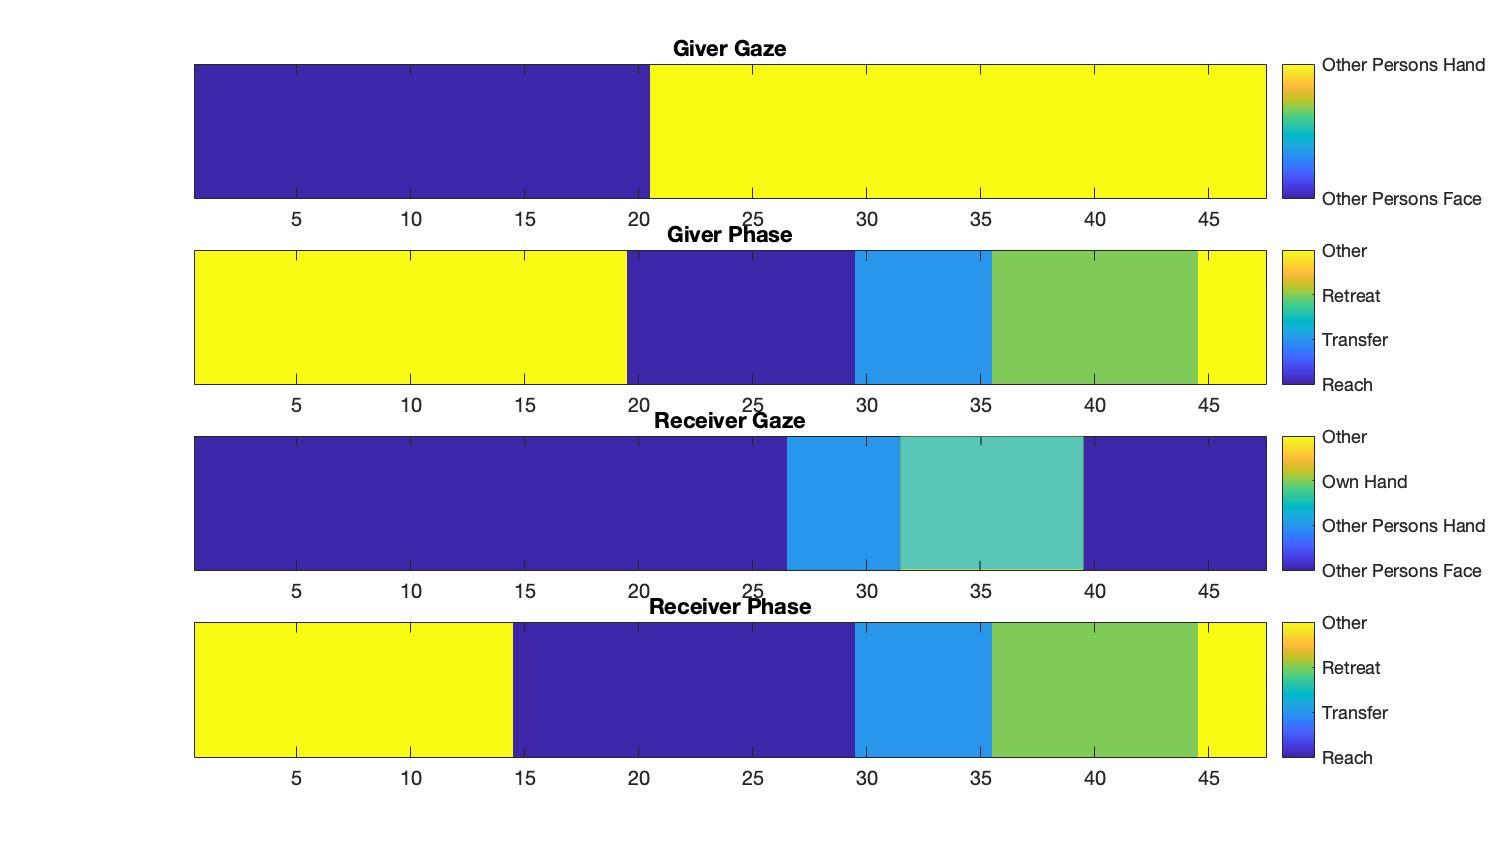 Giver Gaze
Other Persons Hand
Other Persons Face
5 10 15 20 25 30 35 40 45
Giver Phase
Other
Retreat
Transfer
Reach
5 10 15 20 25 30 35 40 45
Receiver Gaze
Other
Own Hand
Other Persons Hand
Other Persons Face
5 10 15 20 25 30 35 40 45
Receiver Phase
Other
Retreat
Transfer
Reach
5 10 15 20 25 30 35 40 45